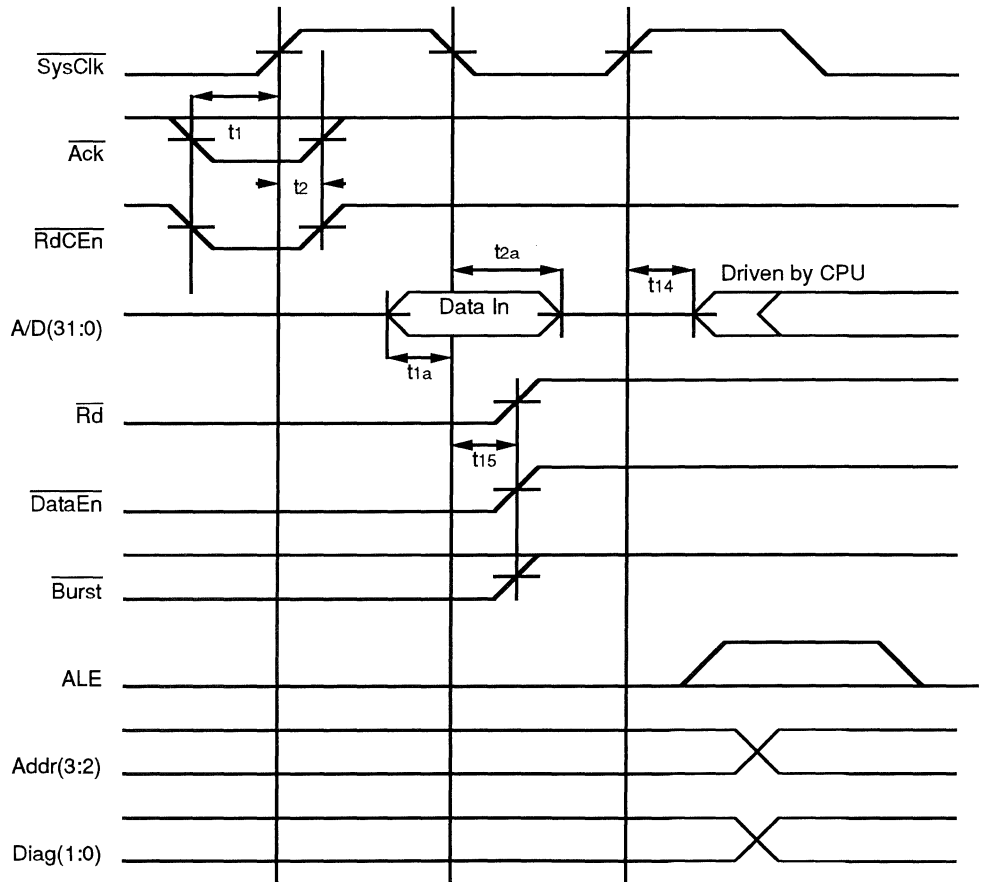 SysClk
t1
Ack
t2
RdCEn
t2a
t14
Driven by CPU
Data In
A/D(31:0)
t1a
Rd
t15
DataEn
Burst
ALE
Addr(3:2)
Diag(1:0)